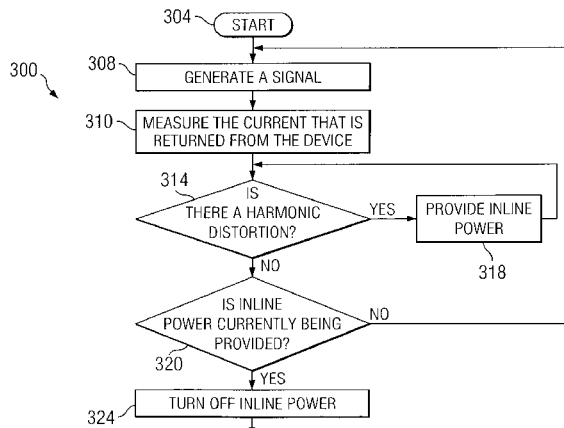 304
START
300
308
GENERATE A SIGNAL
310
MEASURE THE CURRENT THAT IS
RETURNED FROM THE DEVICE
314
IS
THERE A HARMONIC
DISTORTION?
YES
PROVIDE INLINE
POWER
318
NO
IS INLINE
POWER CURRENTLY BEING
PROVIDED?
NO
320
YES
324
TURN OFF INLINE POWER